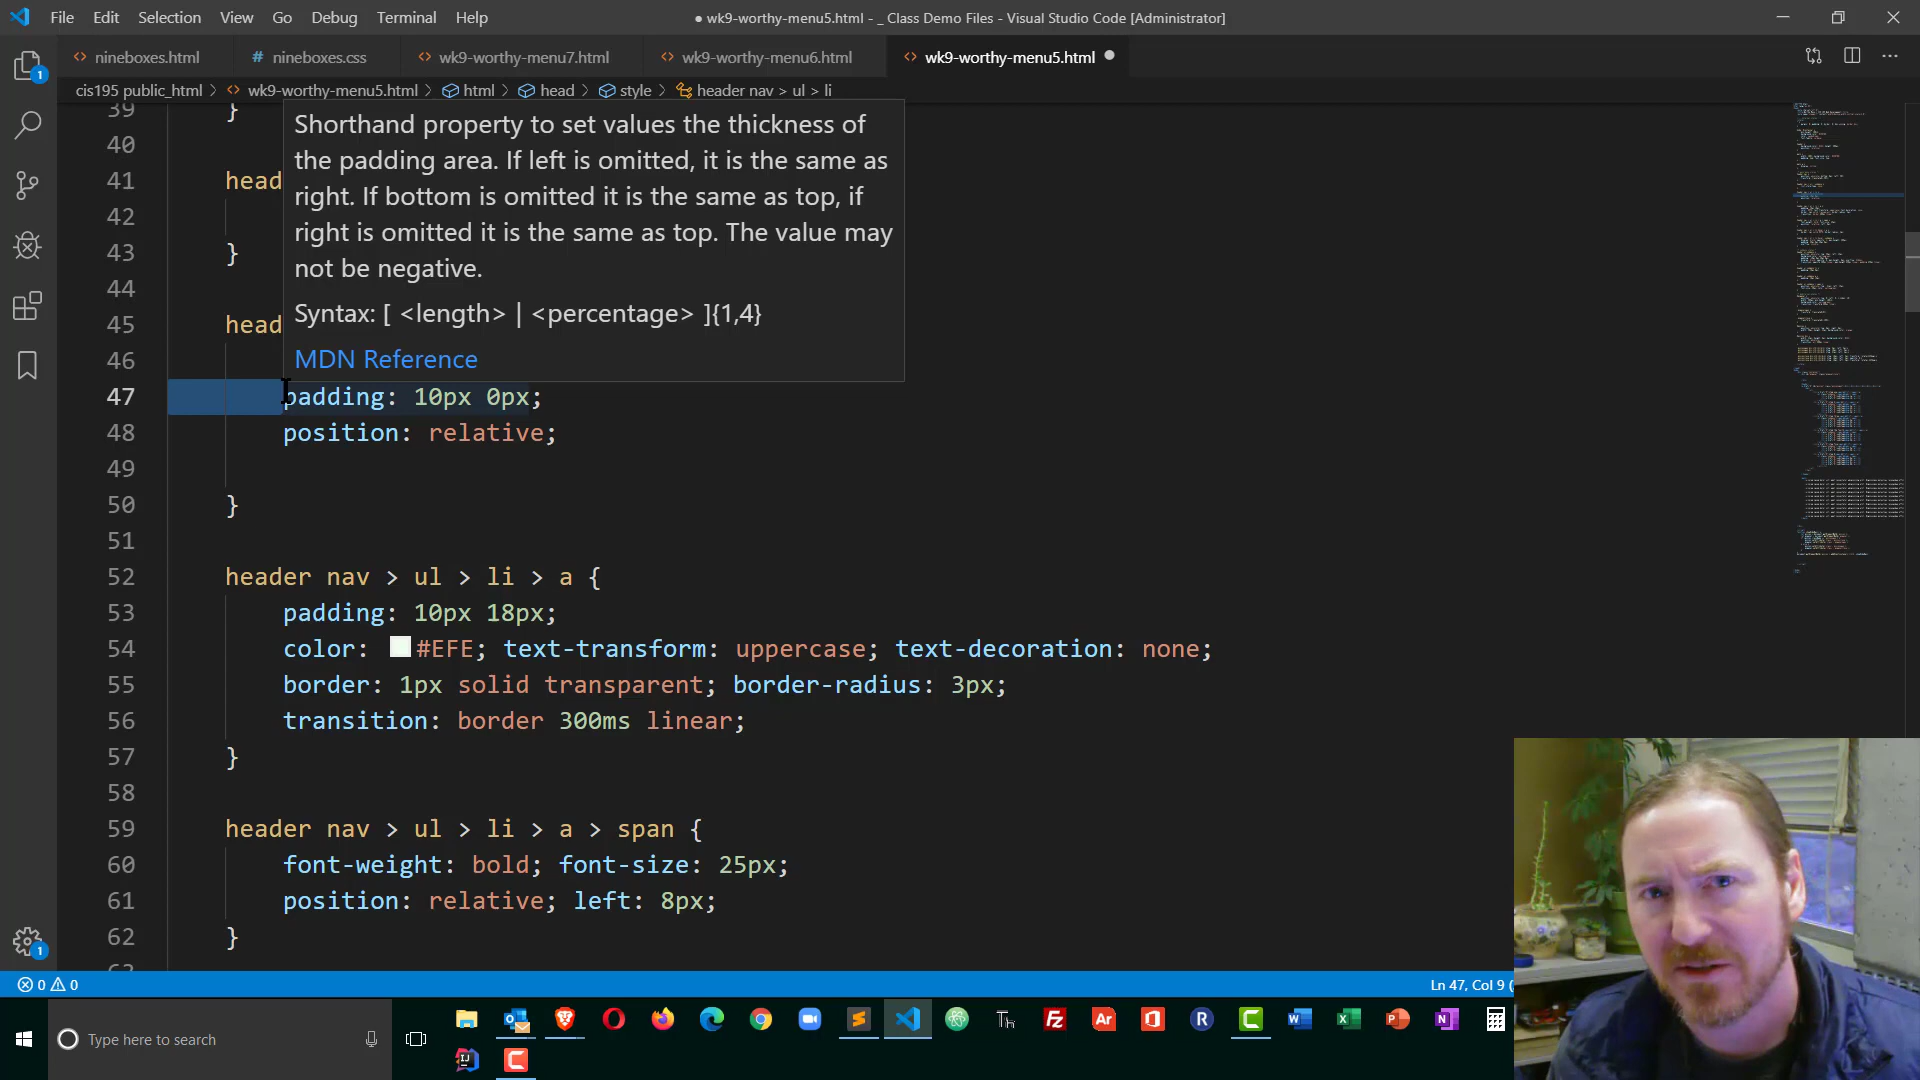 File Edit Selection View Go Debug Terminal Help
● wk9-worthy-menu5.html - _ Class Demo Files - Visual Studio Code [Administrator]
nineboxes.html
# nineboxes.css
wk9-worthy-menu7.html
wk9-worthy-menu6.html
wk9-worthy-menu5.html
cis195 public_html > wk9-worthy-menu5.html > html > head > style > header nav > ul > li
39 }
40
41 head
42
43 }
44
45 head
46
47 padding: 10px 0px;
48 position: relative;
49
50 }
51
52 header nav > ul > li > a {
53 padding: 10px 18px;
54 color: #EFE; text-transform: uppercase; text-decoration: none;
55 border: 1px solid transparent; border-radius: 3px;
56 transition: border 300ms linear;
57 }
58
59 header nav > ul > li > a > span {
60 font-weight: bold; font-size: 25px;
61 position: relative; left: 8px;
62 }
Shorthand property to set values the thickness of
the padding area. If left is omitted, it is the same as
right. If bottom is omitted it is the same as top, if
right is omitted it is the same as top. The value may
not be negative.
Syntax: [ <length> | <percentage> ]{1,4}
MDN Reference
1
1
0 0
Ln 47, Col 9 (
Type here to search